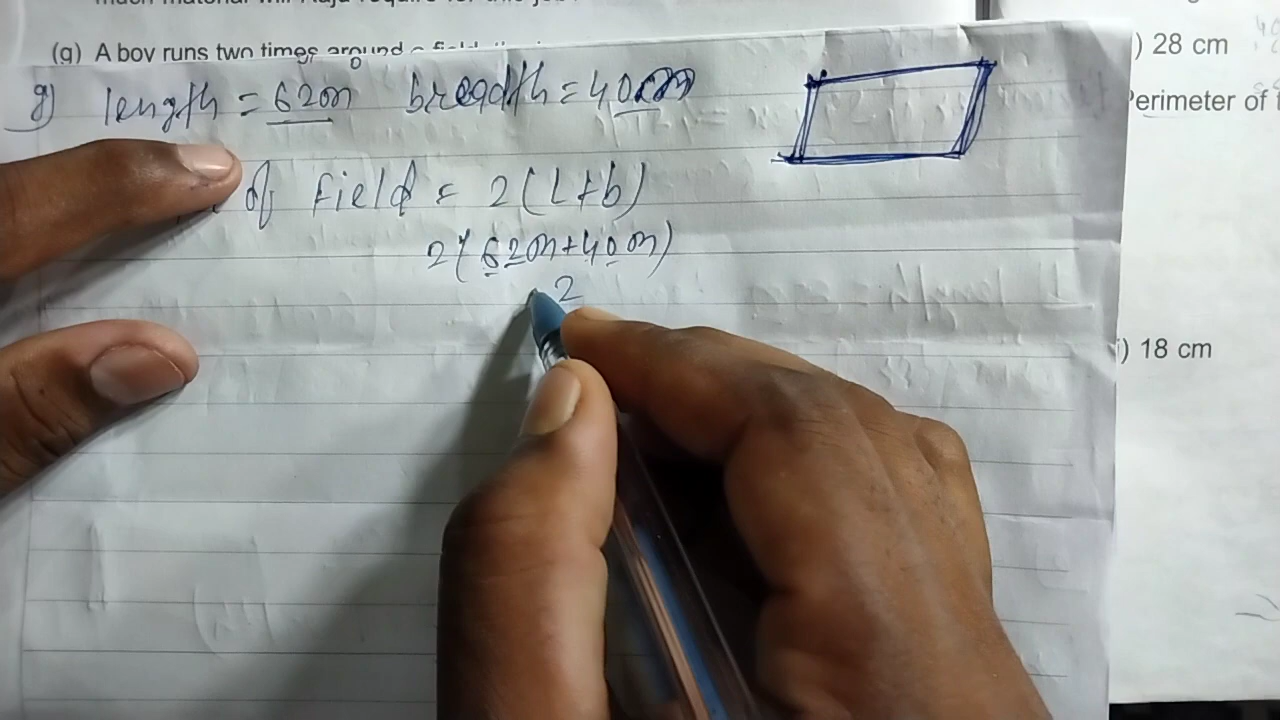 (g) A boy runs two times around a field
) 28 cm
g) length = 62m breadth = 40m
Perimeter of
of field = 2(l+b)
2(62m+40m)
2
) 18 cm